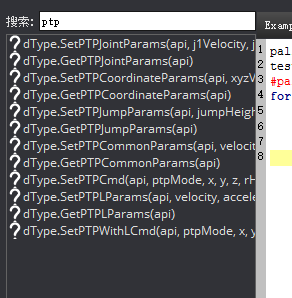 搜索: ptp
Examp
dType.SetPTPJointParams(api, j1Velocity, j
dType.GetPTPJointParams(api)
dType.SetPTPCoordinateParams(api, xyzV
dType.GetPTPCoordinateParams(api)
dType.SetPTPJumpParams(api, jumpHeigh
dType.GetPTPJumpParams(api)
dType.SetPTPCommonParams(api, velocit
dType.GetPTPCommonParams(api)
dType.SetPTPCmd(api, ptpMode, x, y, z, rH
dType.SetPTPLParams(api, velocity, accele
dType.GetPTPLParams(api)
dType.SetPTPWithLCmd(api, ptpMode, x, y
1 pal
2 test
3 #pa
4 for
5
6
7
8